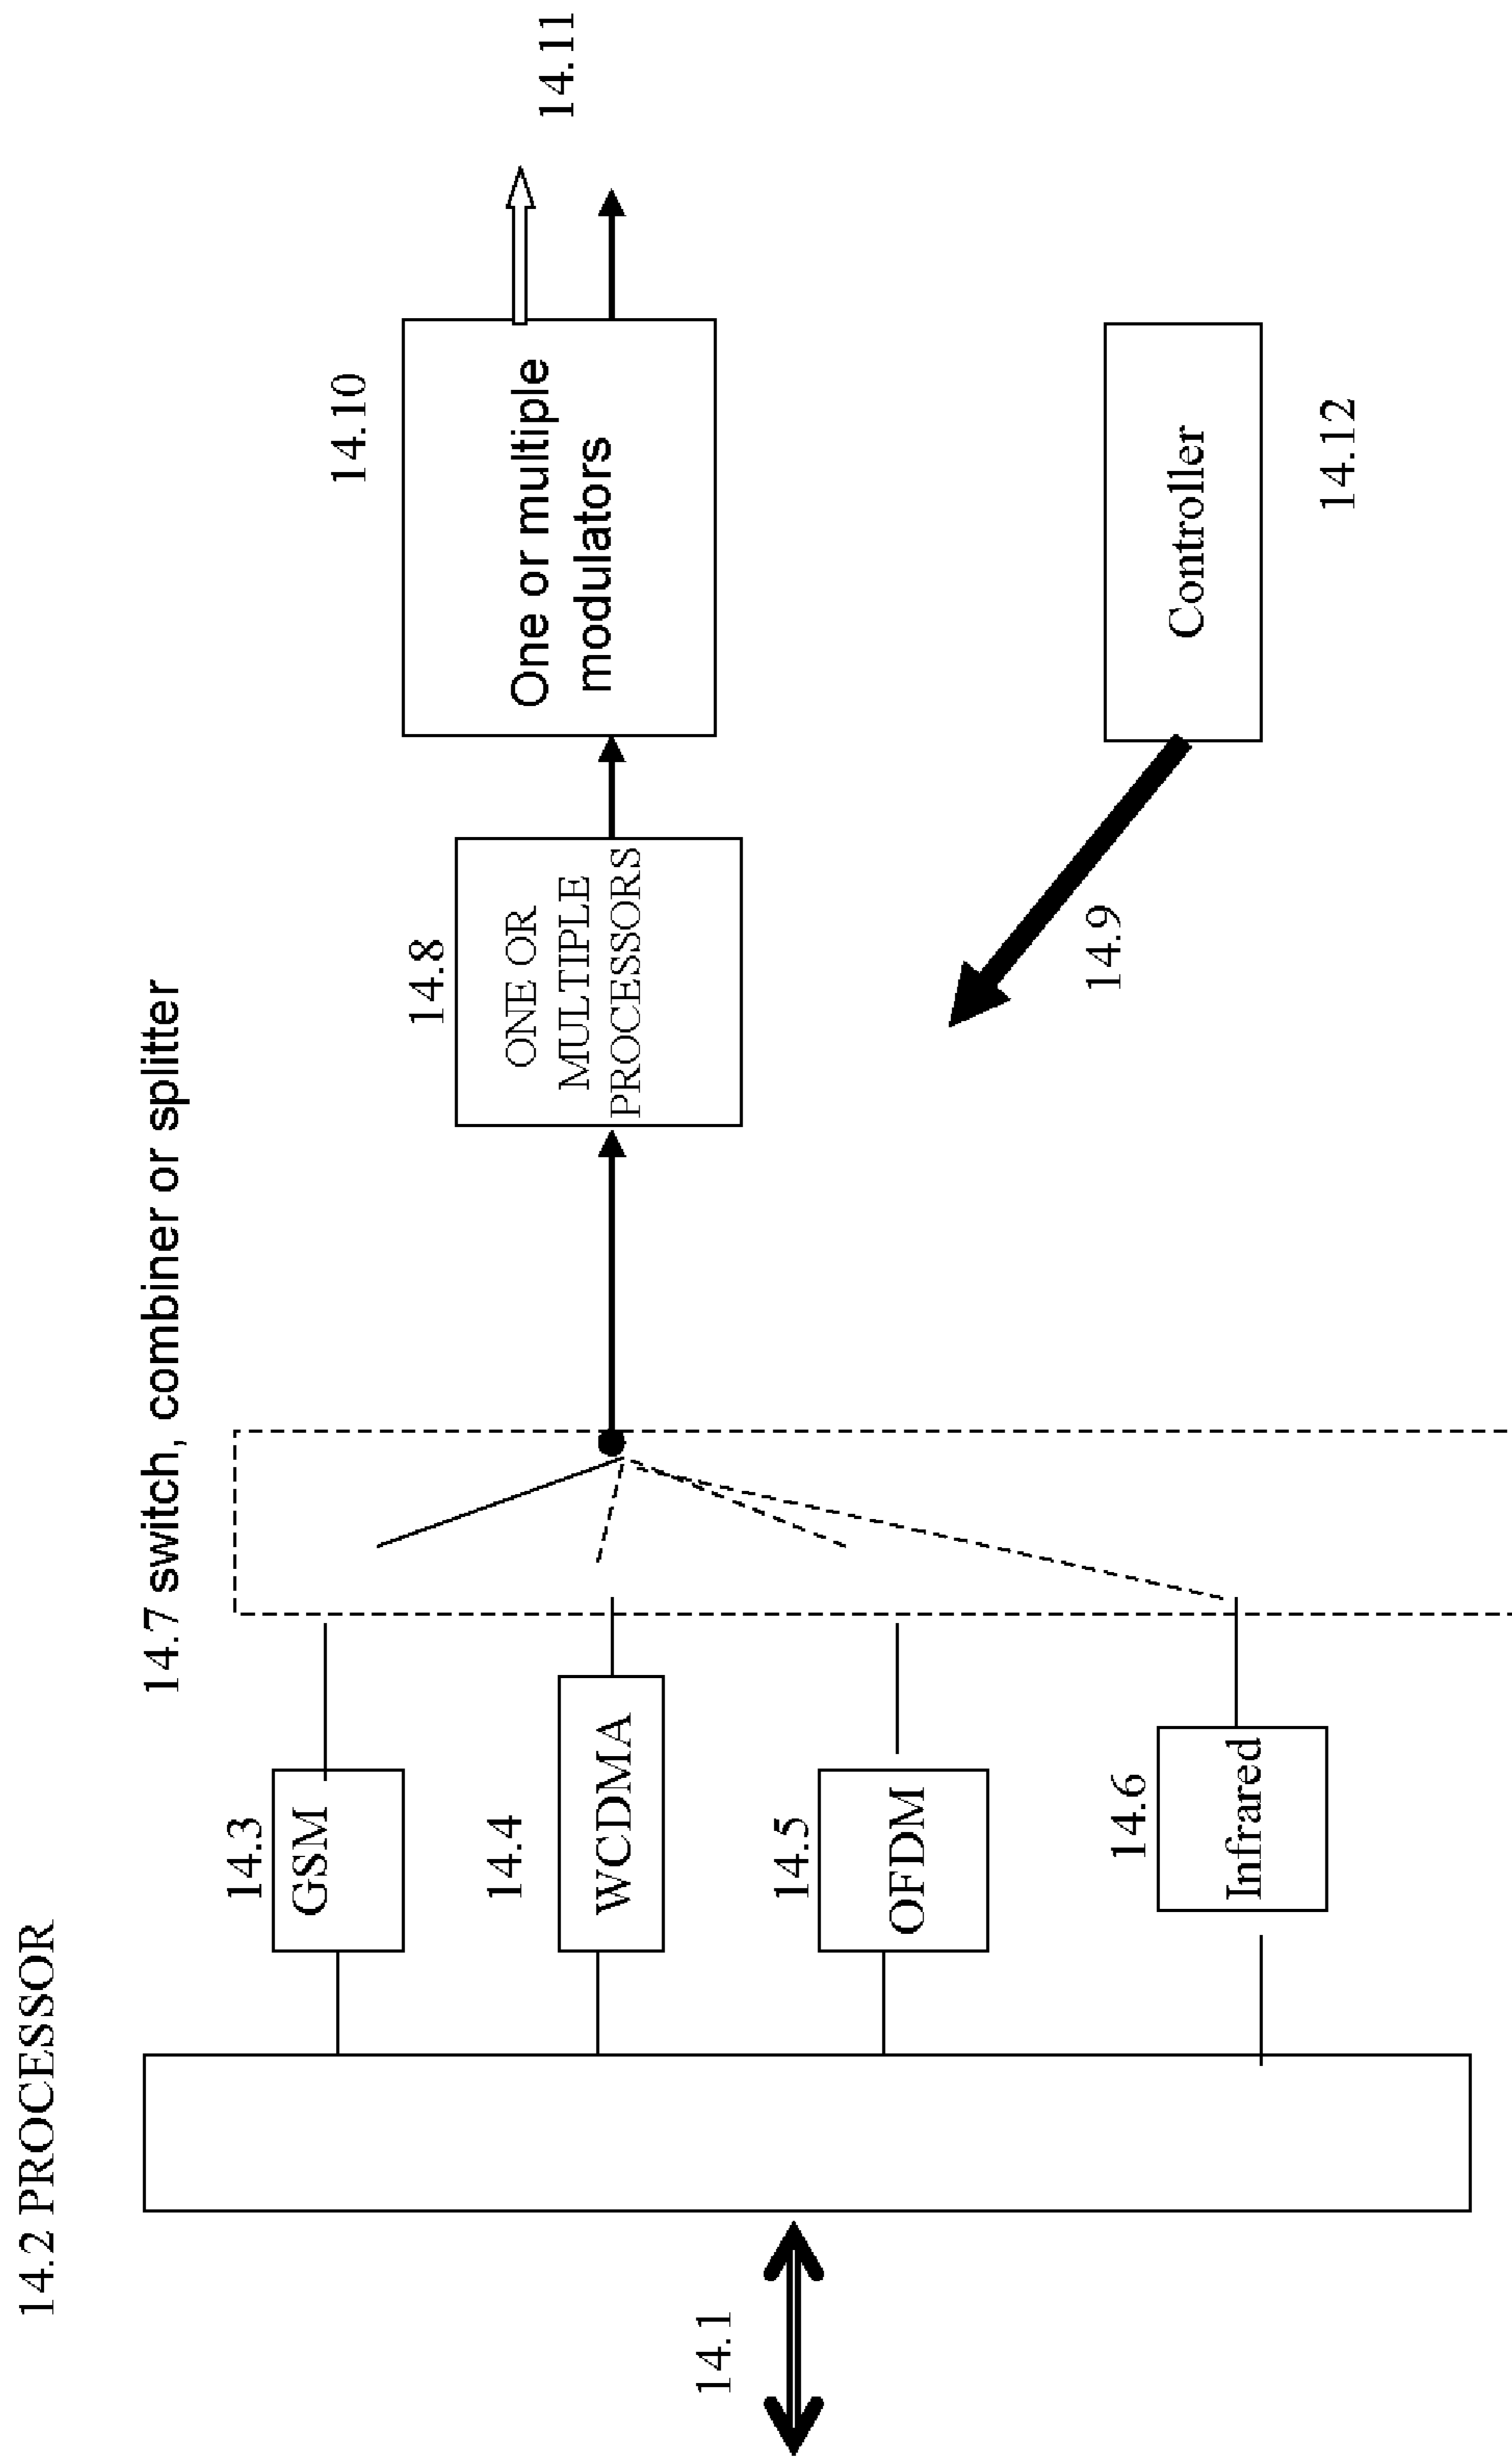 14.2 PROCESSOR
14.7 switch, combiner or splitter
14.3
GSM
14.4
WCDMA
14.5
OFDM
14.6
Infrared
14.1
14.8
ONE OR
MULTIPLE
PROCESSORS
14.10
One or multiple
modulators
14.11
14.9
Controller
14.12